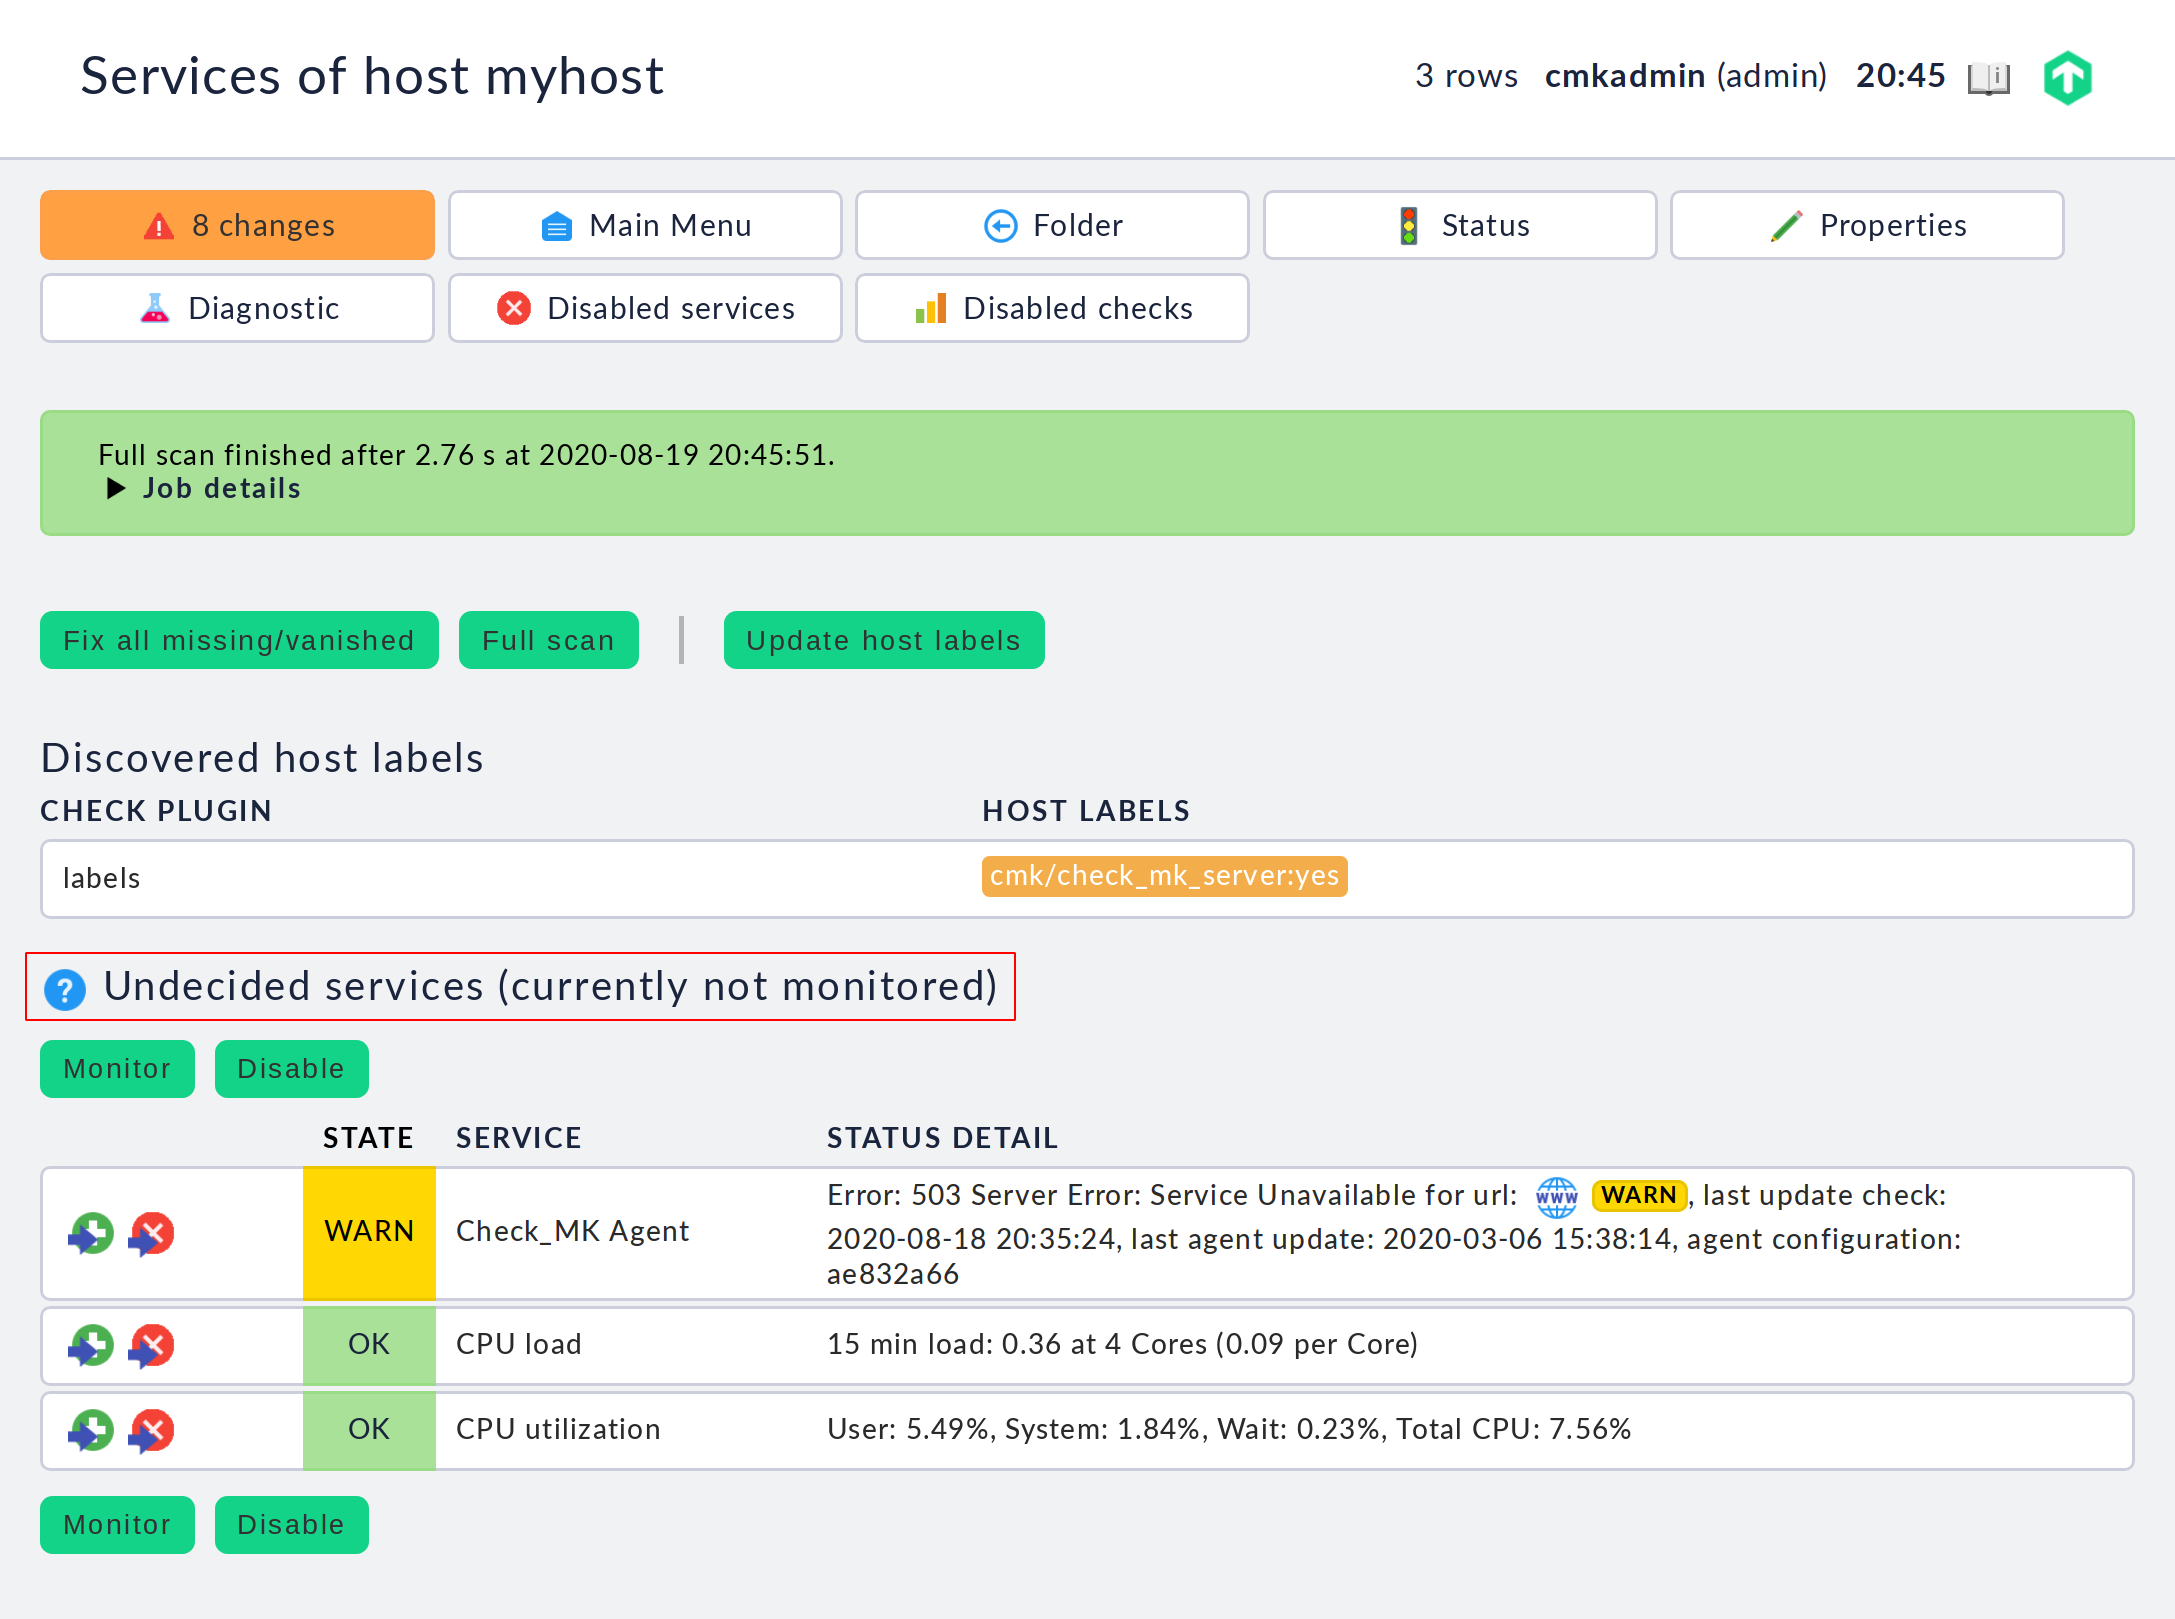 Services of host myhost
3 rows cmkadmin (admin) 20:45
8 changes Main Menu Folder Status Properties
Diagnostic Disabled services Disabled checks
Full scan finished after 2.76 s at 2020-08-19 20:45:51.
Job details
Fix all missing/vanished Full scan Update host labels
Discovered host labels
CHECK PLUGIN HOST LABELS
labels cmk/check_mk_server:yes
Undecided services (currently not monitored)
Monitor Disable
STATE SERVICE STATUS DETAIL
WARN Check_MK Agent Error: 503 Server Error: Service Unavailable for url: www WARN, last update check:
2020-08-18 20:35:24, last agent update: 2020-03-06 15:38:14, agent configuration:
ae832a66
OK CPU load 15 min load: 0.36 at 4 Cores (0.09 per Core)
OK CPU utilization User: 5.49%, System: 1.84%, Wait: 0.23%, Total CPU: 7.56%
Monitor Disable